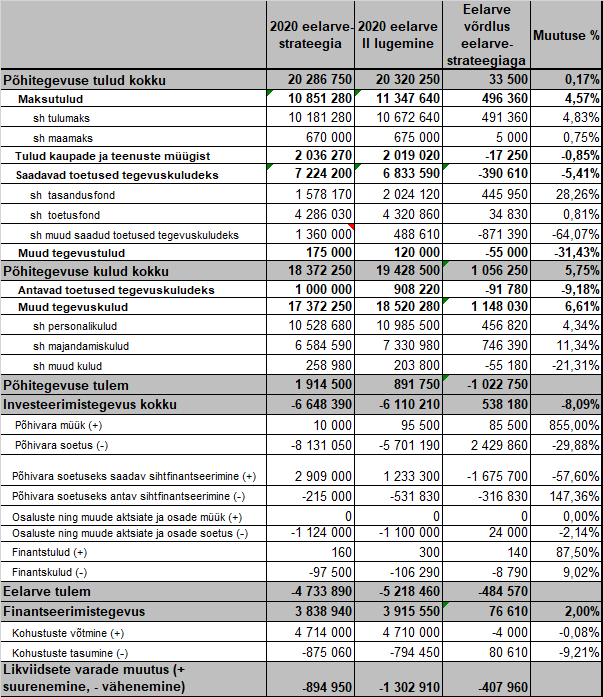 2020 eelarve-strateegia 2020 eelarve II lugemine Eelarve võrdlus eelarve-strateegiaga Muutuse %
Põhitegevuse tulud kokku 20 286 750 20 320 250 33 500 0,17%
Maksutulud 10 851 280 11 347 640 496 360 4,57%
sh tulumaks 10 181 280 10 672 640 491 360 4,83%
sh maamaks 670 000 675 000 5 000 0,75%
Tulud kaupade ja teenuste müügist 2 036 270 2 019 020 -17 250 -0,85%
Saadavad toetused tegevuskuludeks 7 224 200 6 833 590 -390 610 -5,41%
sh tasandusfond 1 578 170 2 024 120 445 950 28,26%
sh toetusfond 4 286 030 4 320 860 34 830 0,81%
sh muud saadud toetused tegevuskuludeks 1 360 000 488 610 -871 390 -64,07%
Muud tegevustulud 175 000 120 000 -55 000 -31,43%
Põhitegevuse kulud kokku 18 372 250 19 428 500 1 056 250 5,75%
Antavad toetused tegevuskuludeks 1 000 000 908 220 -91 780 -9,18%
Muud tegevuskulud 17 372 250 18 520 280 1 148 030 6,61%
sh personalikulud 10 528 680 10 985 500 456 820 4,34%
sh majandamiskulud 6 584 590 7 330 980 746 390 11,34%
sh muud kulud 258 980 203 800 -55 180 -21,31%
Põhitegevuse tulem 1 914 500 891 750 -1 022 750
Investeerimistegevus kokku -6 648 390 -6 110 210 538 180 -8,09%
Põhivara müük (+) 10 000 95 500 85 500 855,00%
Põhivara soetus (-) -8 131 050 -5 701 190 2 429 860 -29,88%
Põhivara soetuseks saadav sihtfinantseerimine (+) 2 909 000 1 233 300 -1 675 700 -57,60%
Põhivara soetuseks antav sihtfinantseerimine (-) -215 000 -531 830 -316 830 147,36%
Osaluste ning muude aktsiate ja osade müük (+) 0 0 0 0,00%
Osaluste ning muude aktsiate ja osade soetus (-) -1 124 000 -1 100 000 24 000 -2,14%
Finantstulud (+) 160 300 140 87,50%
Finantskulud (-) -97 500 -106 290 -8 790 9,02%
Eelarve tulem -4 733 890 -5 218 460 -484 570
Finantseerimistegevus 3 838 940 3 915 550 76 610 2,00%
Kohustuste võtmine (+) 4 714 000 4 710 000 -4 000 -0,08%
Kohustuste tasumine (-) -875 060 -794 450 80 610 -9,21%
Likviidsete varade muutus (+ suurenemine, - vähenemine) -894 950 -1 302 910 -407 960